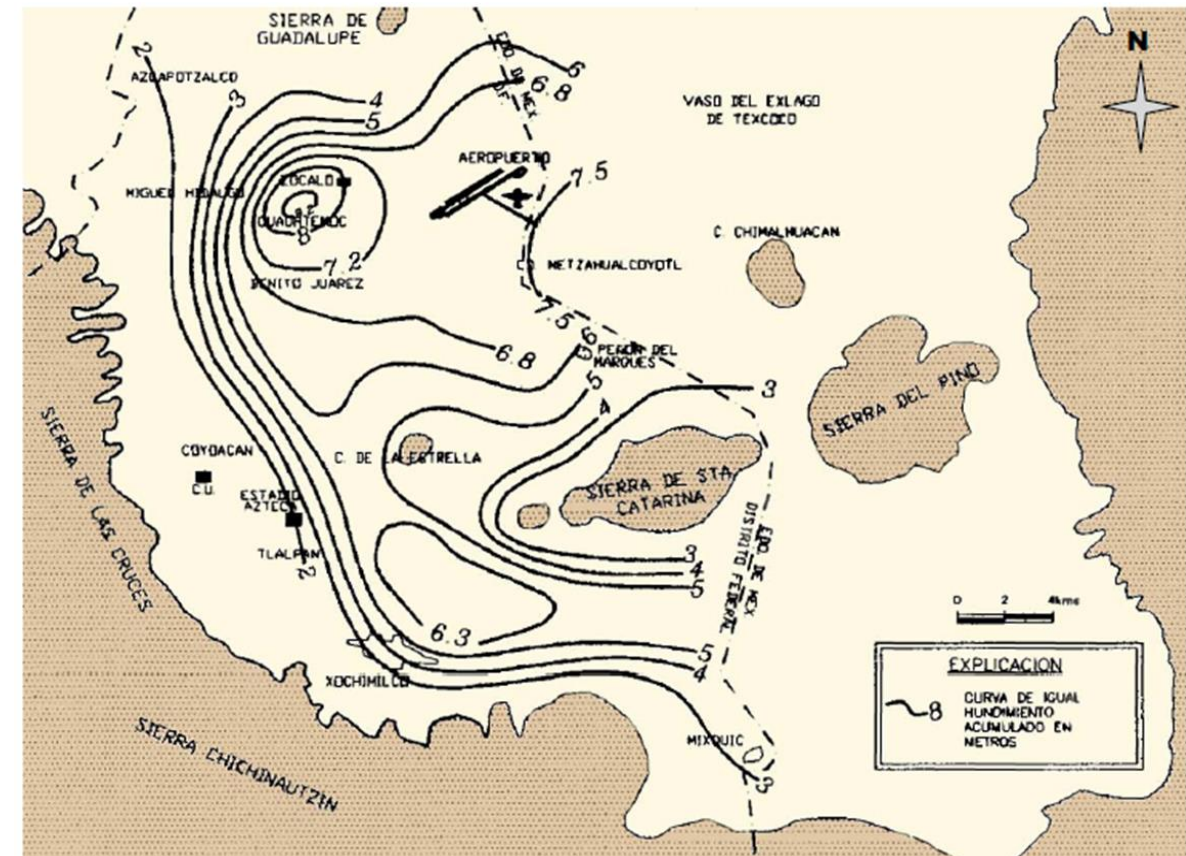 SIERRA DE
GUADALUPE
N
2
AZCAPOTZALCO
EDO. DE MEX.
D.F.
6
6.8
3
4
5
VASO DEL EXLAGO
DE TEXCOCO
AEROPUERTO
7.5
MIGUEL HIDALGO
ZOCALO
CUAUHTEMOC
8
7.2
BENITO JUAREZ
C. CHIMALHUACAN
NETZAHUALCOYOTL
7.5
6.8
6
PEÑON DEL
MARQUES
5
4
3
SIERRA DEL PINO
SIERRA DE LAS CRUCES
COYOACAN
C.U.
C. DE LA ESTRELLA
ESTADIO
AZTECA
SIERRA DE STA
CATARINA
TLALPAN
2
3
4
5
EDO. DE MEX.
DISTRITO FEDERAL
0 2 4kms
6.3
5
4
XOCHIMILCO
MIXQUIC
3
SIERRA CHICHINAUTZIN
EXPLICACION
8
CURVA DE IGUAL
HUNDIMIENTO
ACUMULADO EN
METROS